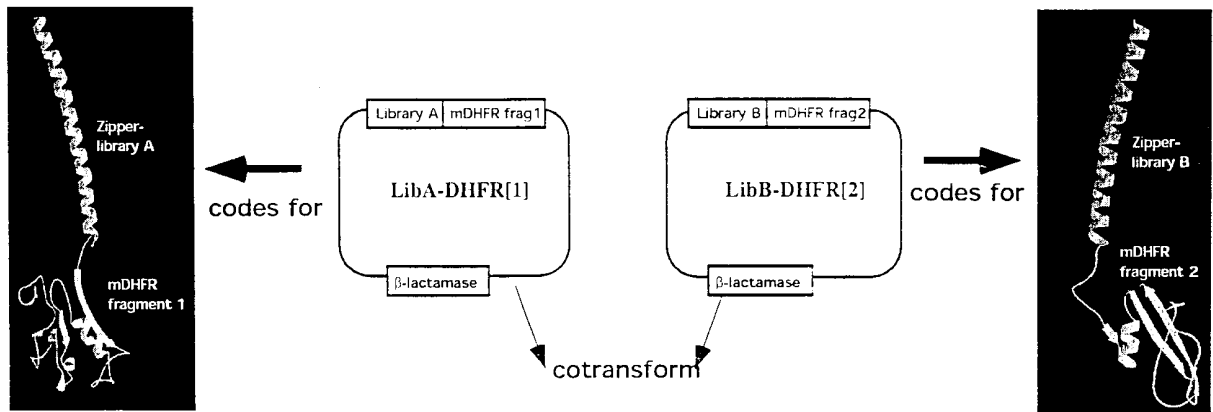 Zipper-
library A
mDHFR
fragment 1
codes for
Library A mDHFR frag1
LibA-DHFR[1]
β-lactamase
Library B mDHFR frag2
LibB-DHFR[2]
β-lactamase
cotransform
codes for
Zipper-
library B
mDHFR
fragment 2